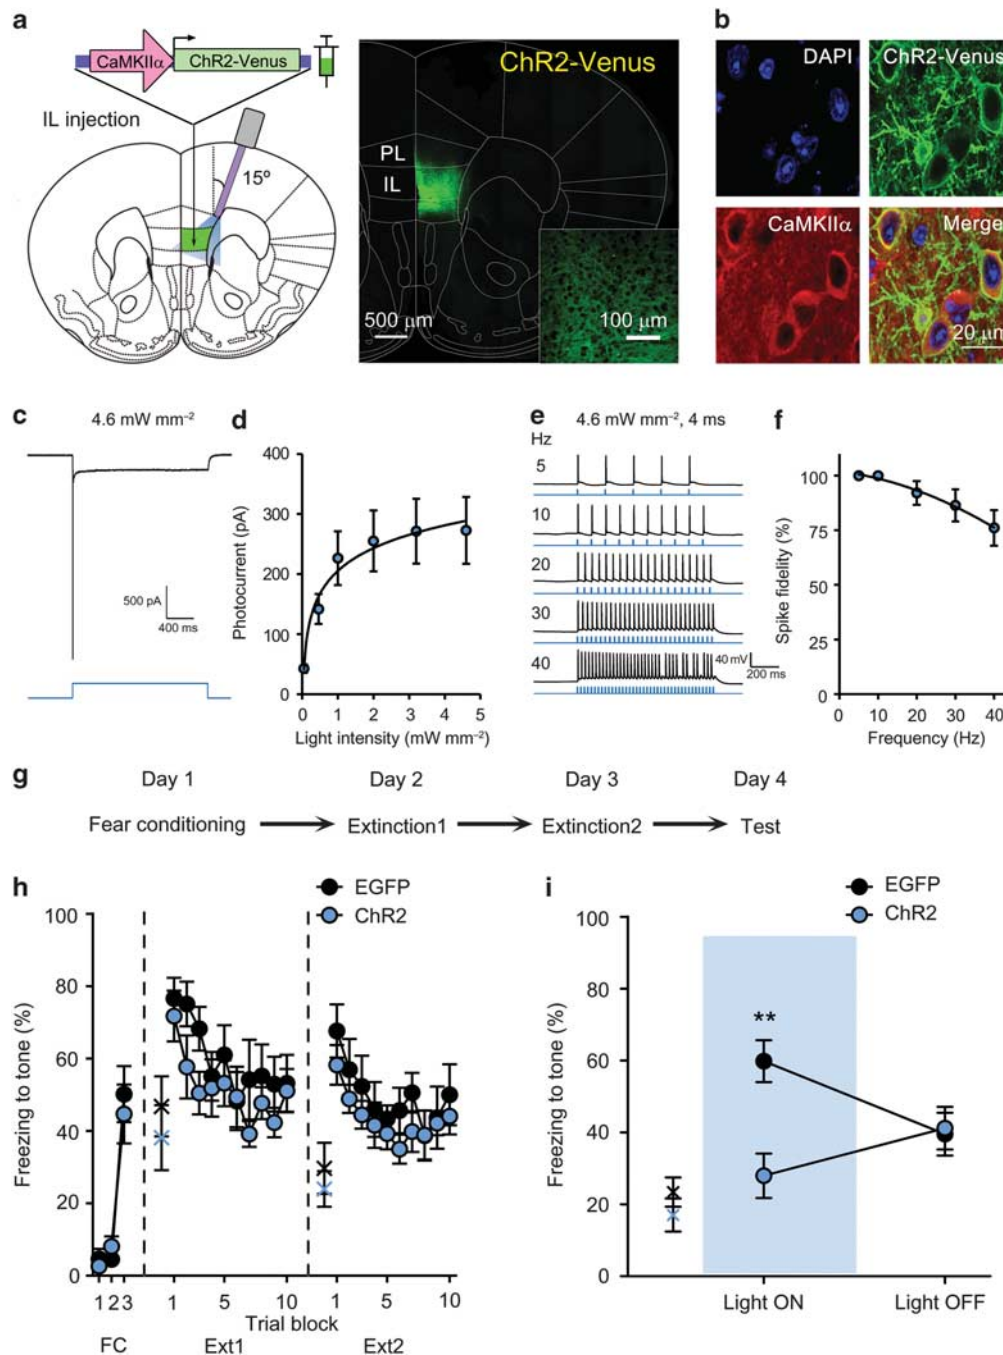 a
CaMKIIα
ChR2-Venus
IL injection
15º
ChR2-Venus
PL
IL
500 μm
100 μm
b
DAPI
ChR2-Venus
CaMKIIα
Merge
20 μm
c
4.6 mW mm⁻²
500 pA
400 ms
d
400
300
200
100
0
Photocurrent (pA)
0 1 2 3 4 5
Light intensity (mW mm⁻²)
e
4.6 mW mm⁻², 4 ms
Hz
5
10
20
30
40
40 mV
200 ms
f
100
75
50
25
0
Spike fidelity (%)
0 10 20 30 40
Frequency (Hz)
g
Day 1 Day 2 Day 3 Day 4
Fear conditioning Extinction1 Extinction2 Test
h
EGFP
ChR2
100
80
60
40
20
0
Freezing to tone (%)
1 2 3 1 5 10 1 5 10
Trial block
FC Ext1 Ext2
i
EGFP
ChR2
100
80
60
40
20
0
Freezing to tone (%)
**
Light ON Light OFF